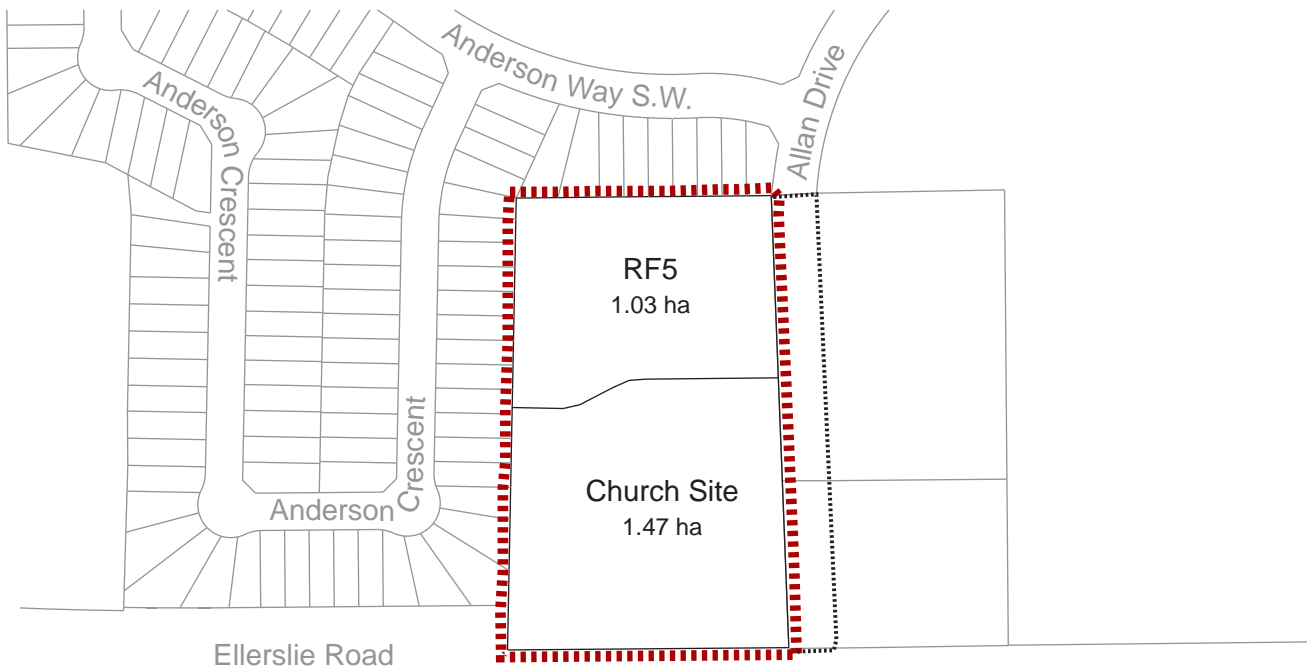 Anderson Way S.W.
Allan Drive
Anderson Crescent
RF5
1.03 ha
Crescent
Church Site
1.47 ha
Anderson
Ellerslie Road